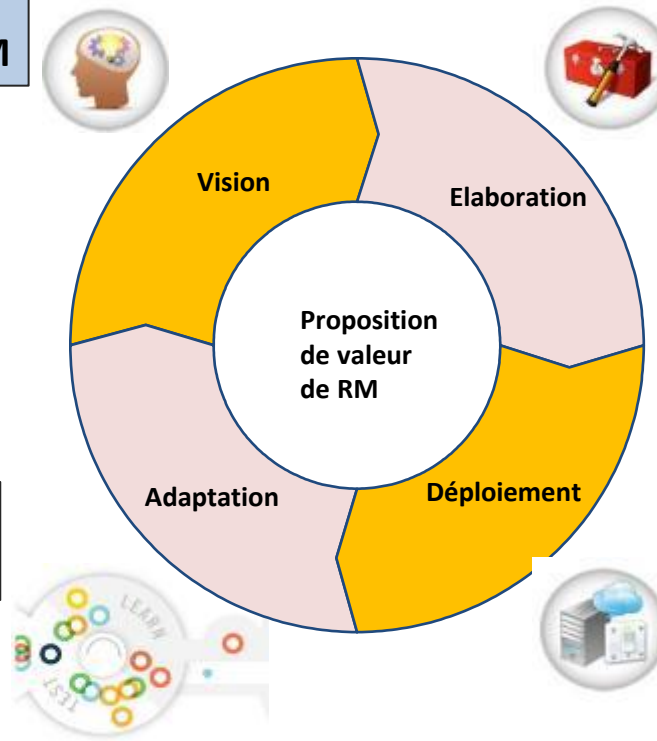 M
Vision
Elaboration
Proposition
de valeur
de RM
Adaptation
Déploiement
LEARN
TEST